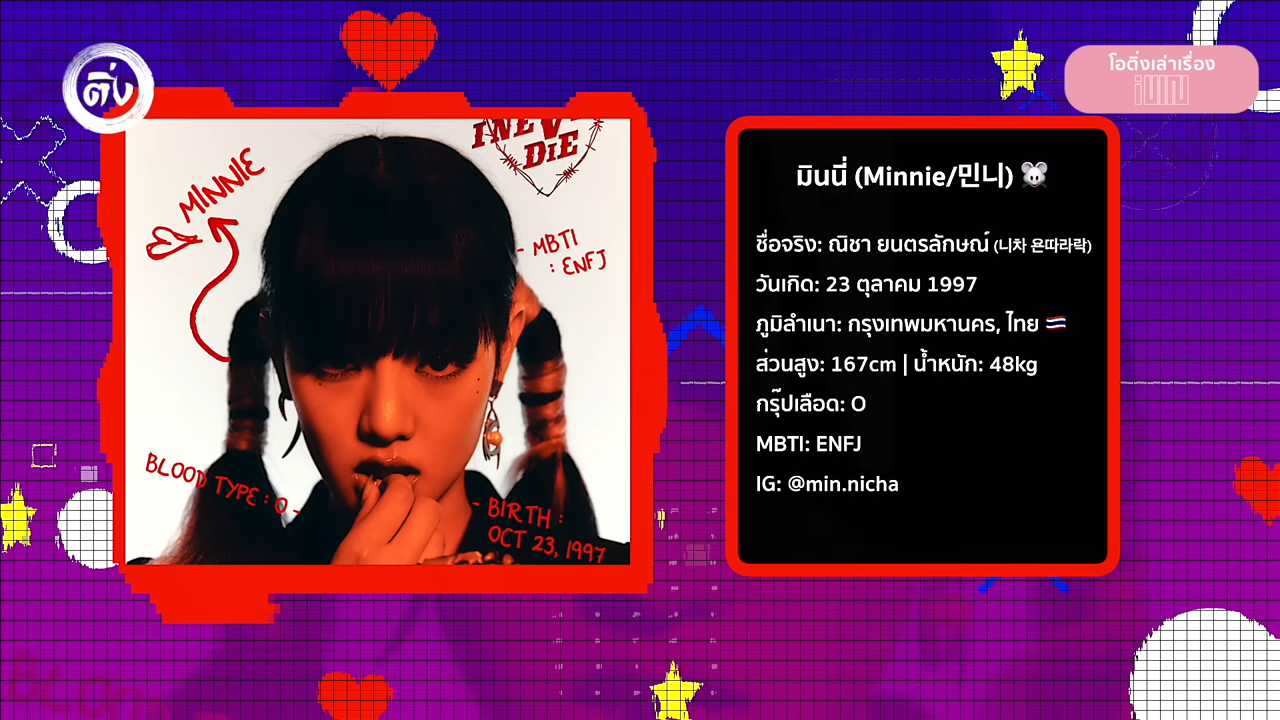 ติ่ง
โอติ่งเล่าเรื่อง
I NEVER
DIE
MINNIE
- MBTI
: ENFJ
BLOOD TYPE : O -
- BIRTH :
OCT 23, 1997
มินนี่ (Minnie/민니) 🐭
ชื่อจริง: ณิชา ยนตรลักษณ์ (니차 욘따라락)
วันเกิด: 23 ตุลาคม 1997
ภูมิลำเนา: กรุงเทพมหานคร, ไทย 🇹🇭
ส่วนสูง: 167cm | น้ำหนัก: 48kg
กรุ๊ปเลือด: O
MBTI: ENFJ
IG: @min.nicha